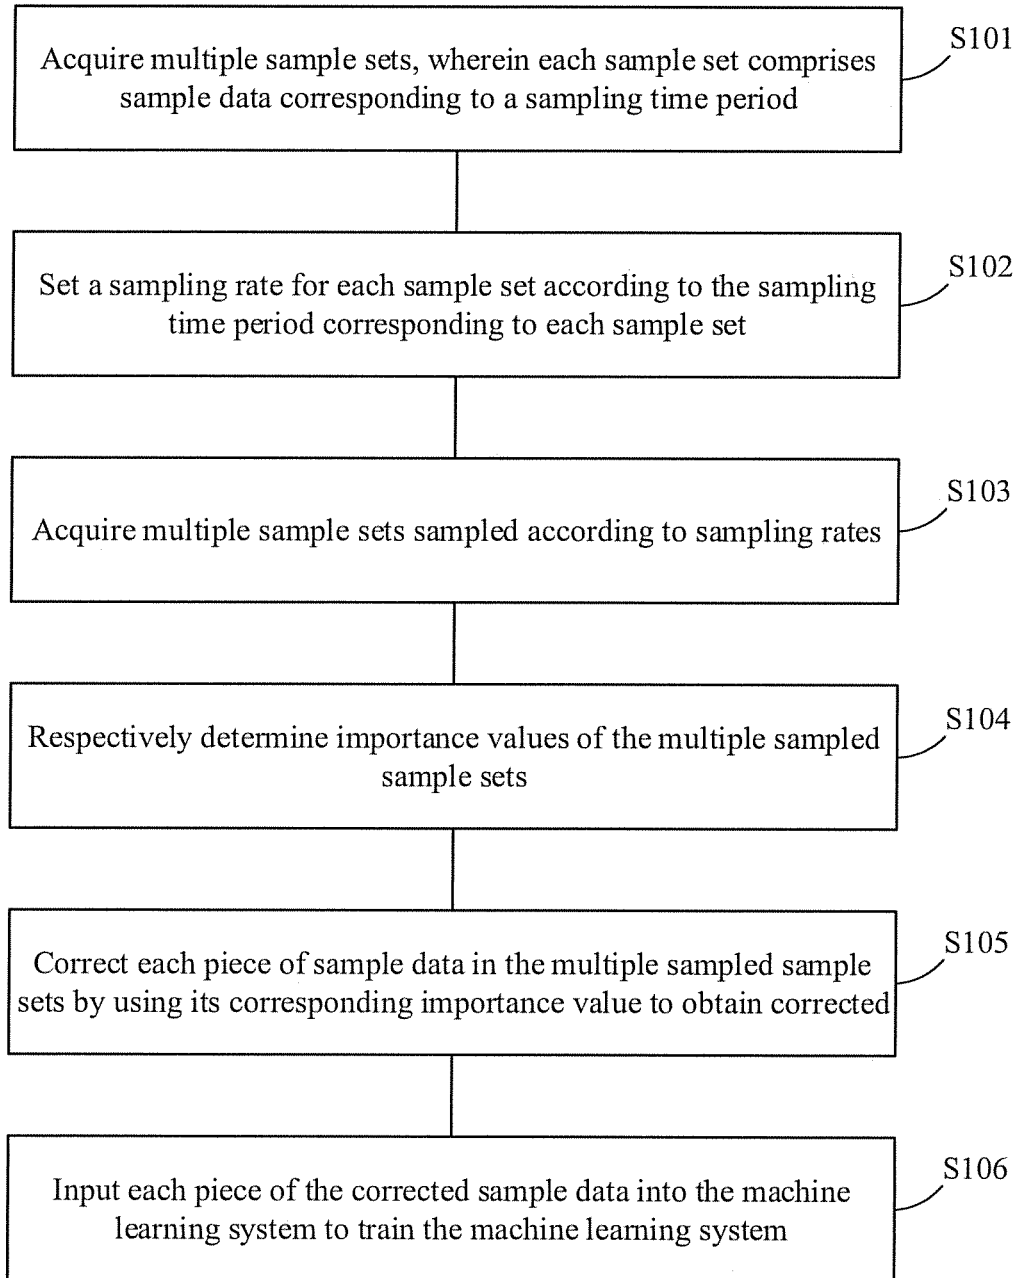 Acquire multiple sample sets, wherein each sample set comprises
sample data corresponding to a sampling time period
S101
Set a sampling rate for each sample set according to the sampling
time period corresponding to each sample set
S102
Acquire multiple sample sets sampled according to sampling rates
S103
Respectively determine importance values of the multiple sampled
sample sets
S104
Correct each piece of sample data in the multiple sampled sample
sets by using its corresponding importance value to obtain corrected
S105
Input each piece of the corrected sample data into the machine
learning system to train the machine learning system
S106